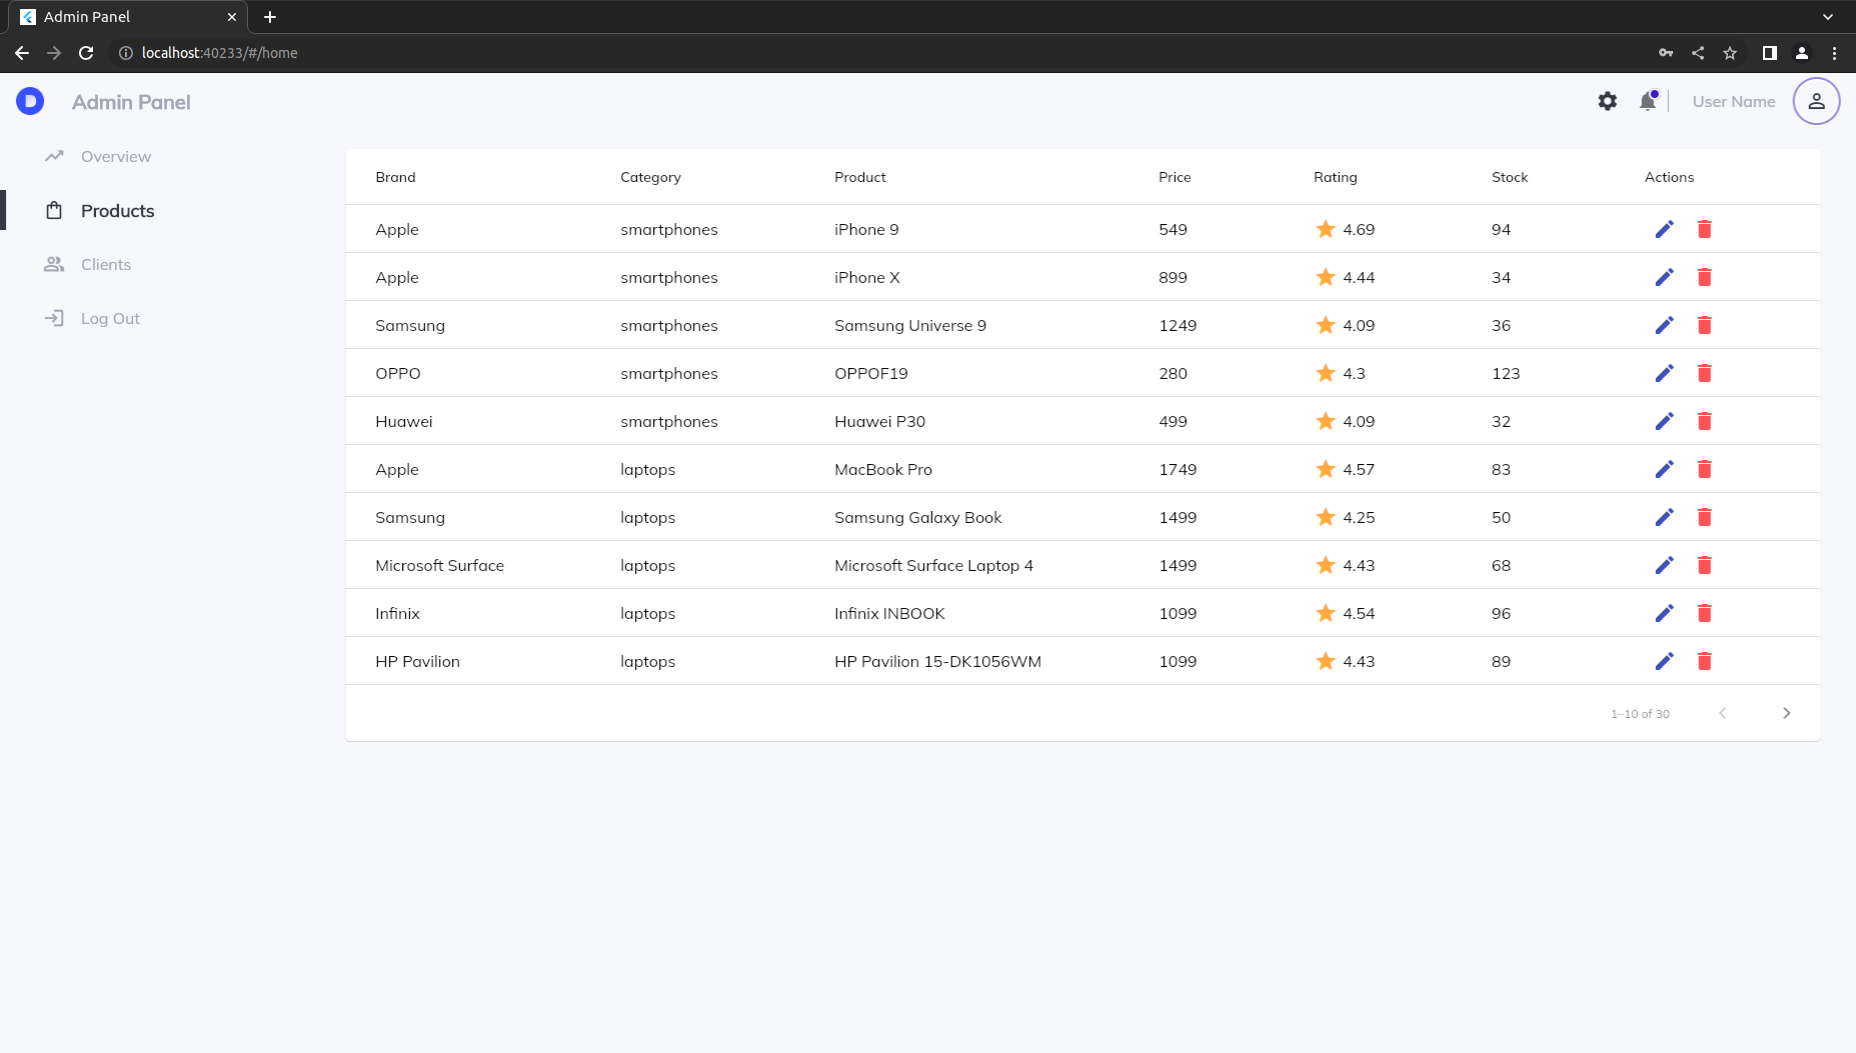 Admin Panel
localhost:40233/#/home
D
Admin Panel
User Name
Overview
Products
Clients
Log Out
Brand Category Product Price Rating Stock Actions
Apple smartphones iPhone 9 549 4.69 94
Apple smartphones iPhone X 899 4.44 34
Samsung smartphones Samsung Universe 9 1249 4.09 36
OPPO smartphones OPPOF19 280 4.3 123
Huawei smartphones Huawei P30 499 4.09 32
Apple laptops MacBook Pro 1749 4.57 83
Samsung laptops Samsung Galaxy Book 1499 4.25 50
Microsoft Surface laptops Microsoft Surface Laptop 4 1499 4.43 68
Infinix laptops Infinix INBOOK 1099 4.54 96
HP Pavilion laptops HP Pavilion 15-DK1056WM 1099 4.43 89
1–10 of 30